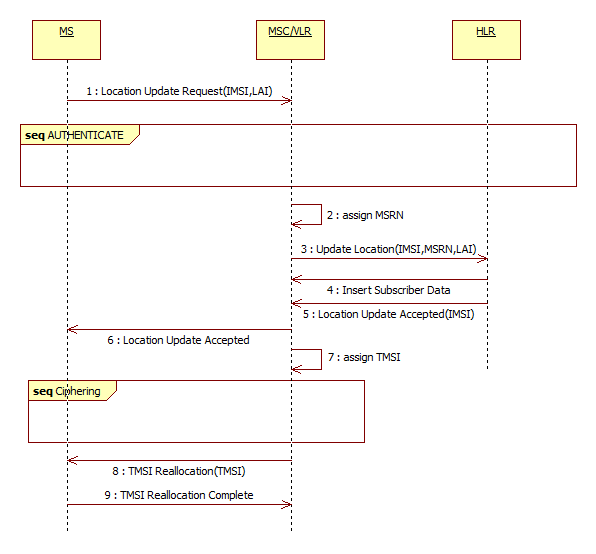 MS
MSC/VLR
HLR
1 : Location Update Request(IMSI,LAI)
seq AUTHENTICATE
2 : assign MSRN
3 : Update Location(IMSI,MSRN,LAI)
4 : Insert Subscriber Data
5 : Location Update Accepted(IMSI)
6 : Location Update Accepted
7 : assign TMSI
seq Ciphering
8 : TMSI Reallocation(TMSI)
9 : TMSI Reallocation Complete